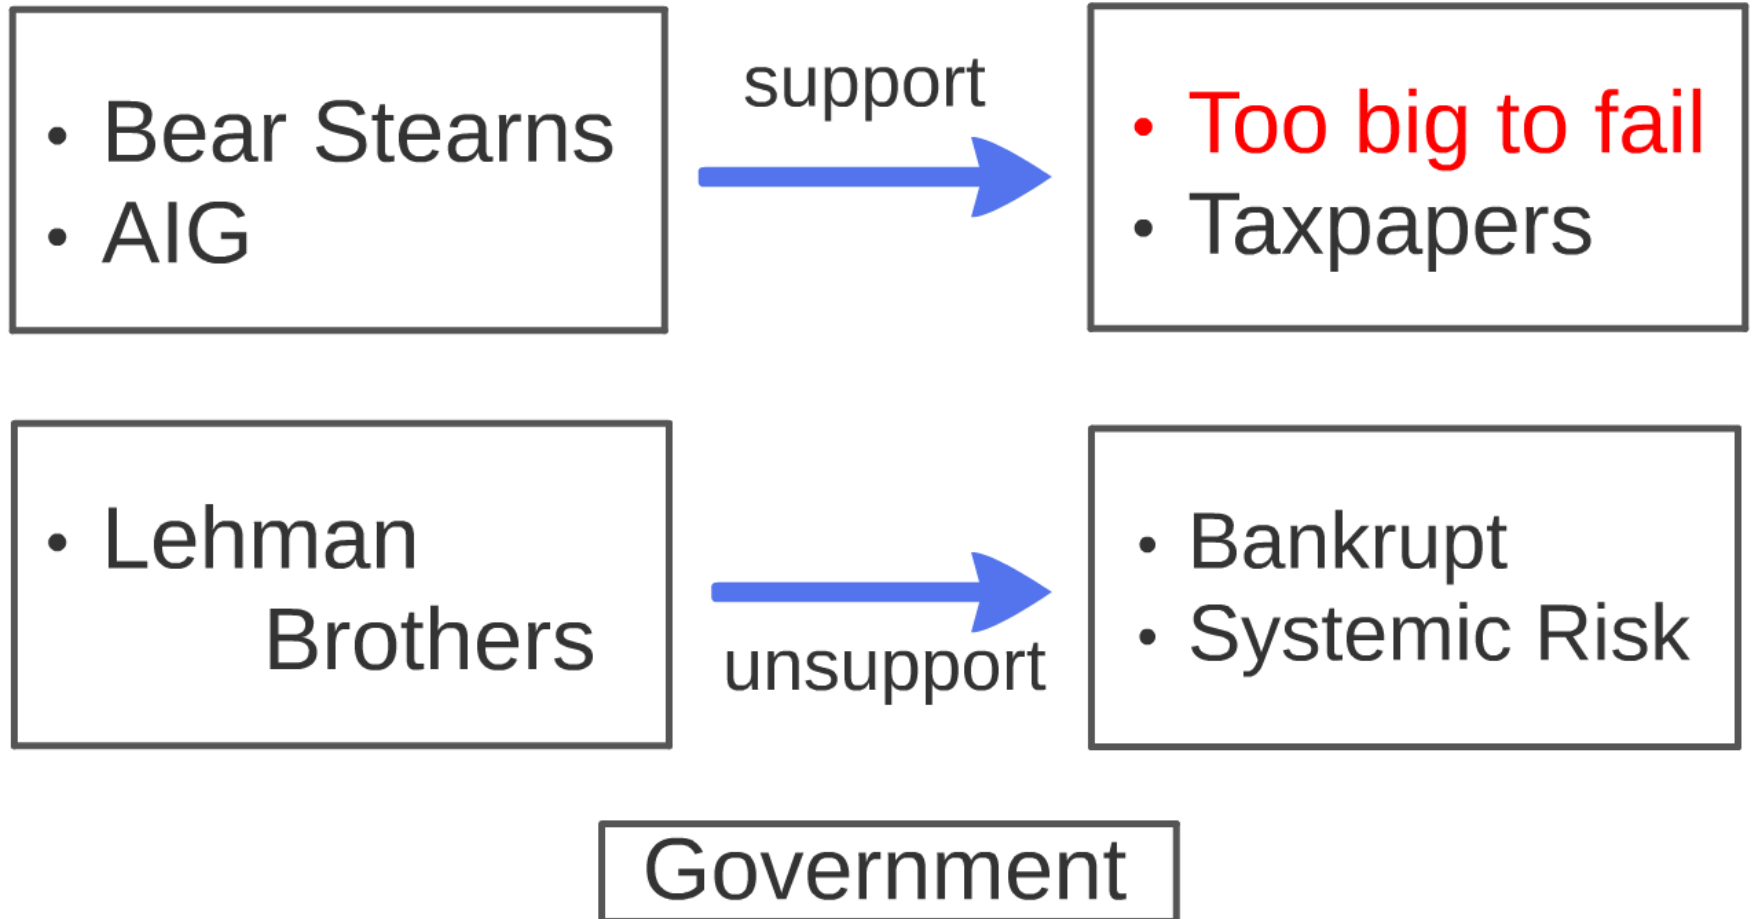 • Bear Stearns
• AIG
support
• Too big to fail
• Taxpapers
• Lehman
Brothers
unsupport
• Bankrupt
• Systemic Risk
Government